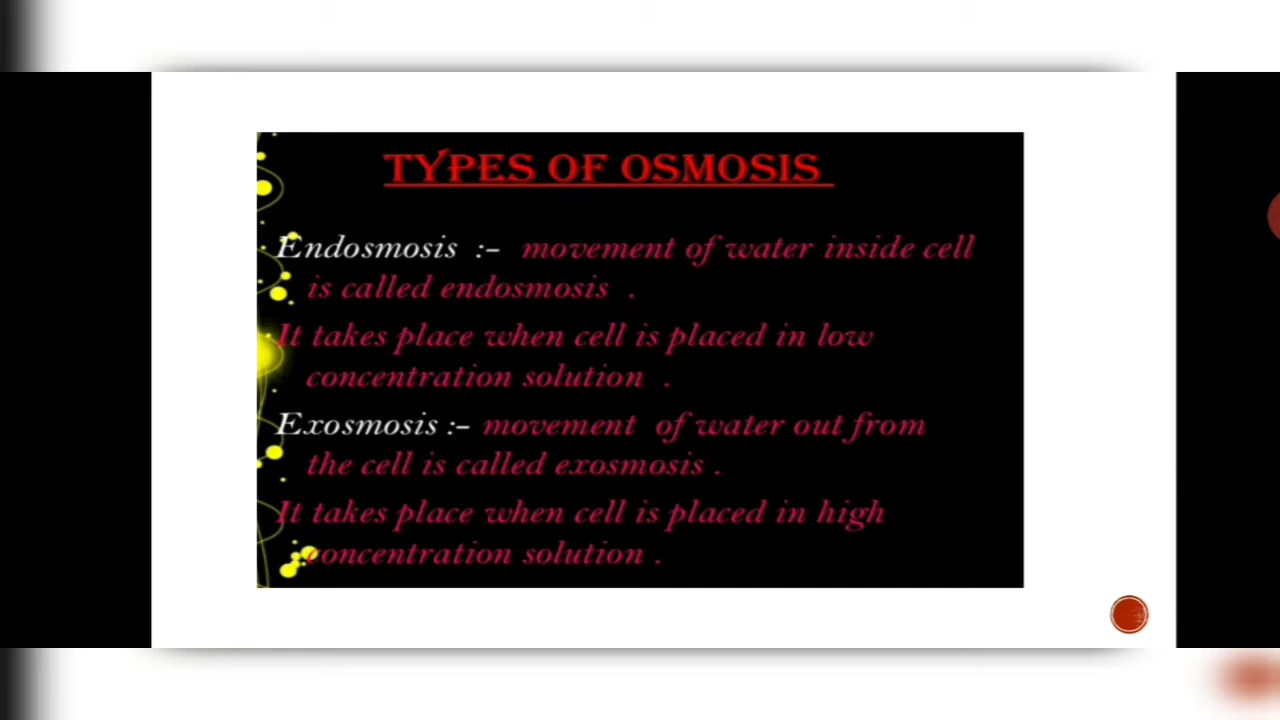 TYPES OF OSMOSIS
Endosmosis :- movement of water inside cell
is called endosmosis .
It takes place when cell is placed in low
concentration solution .
Exosmosis :- movement of water out from
the cell is called exosmosis .
It takes place when cell is placed in high
concentration solution .